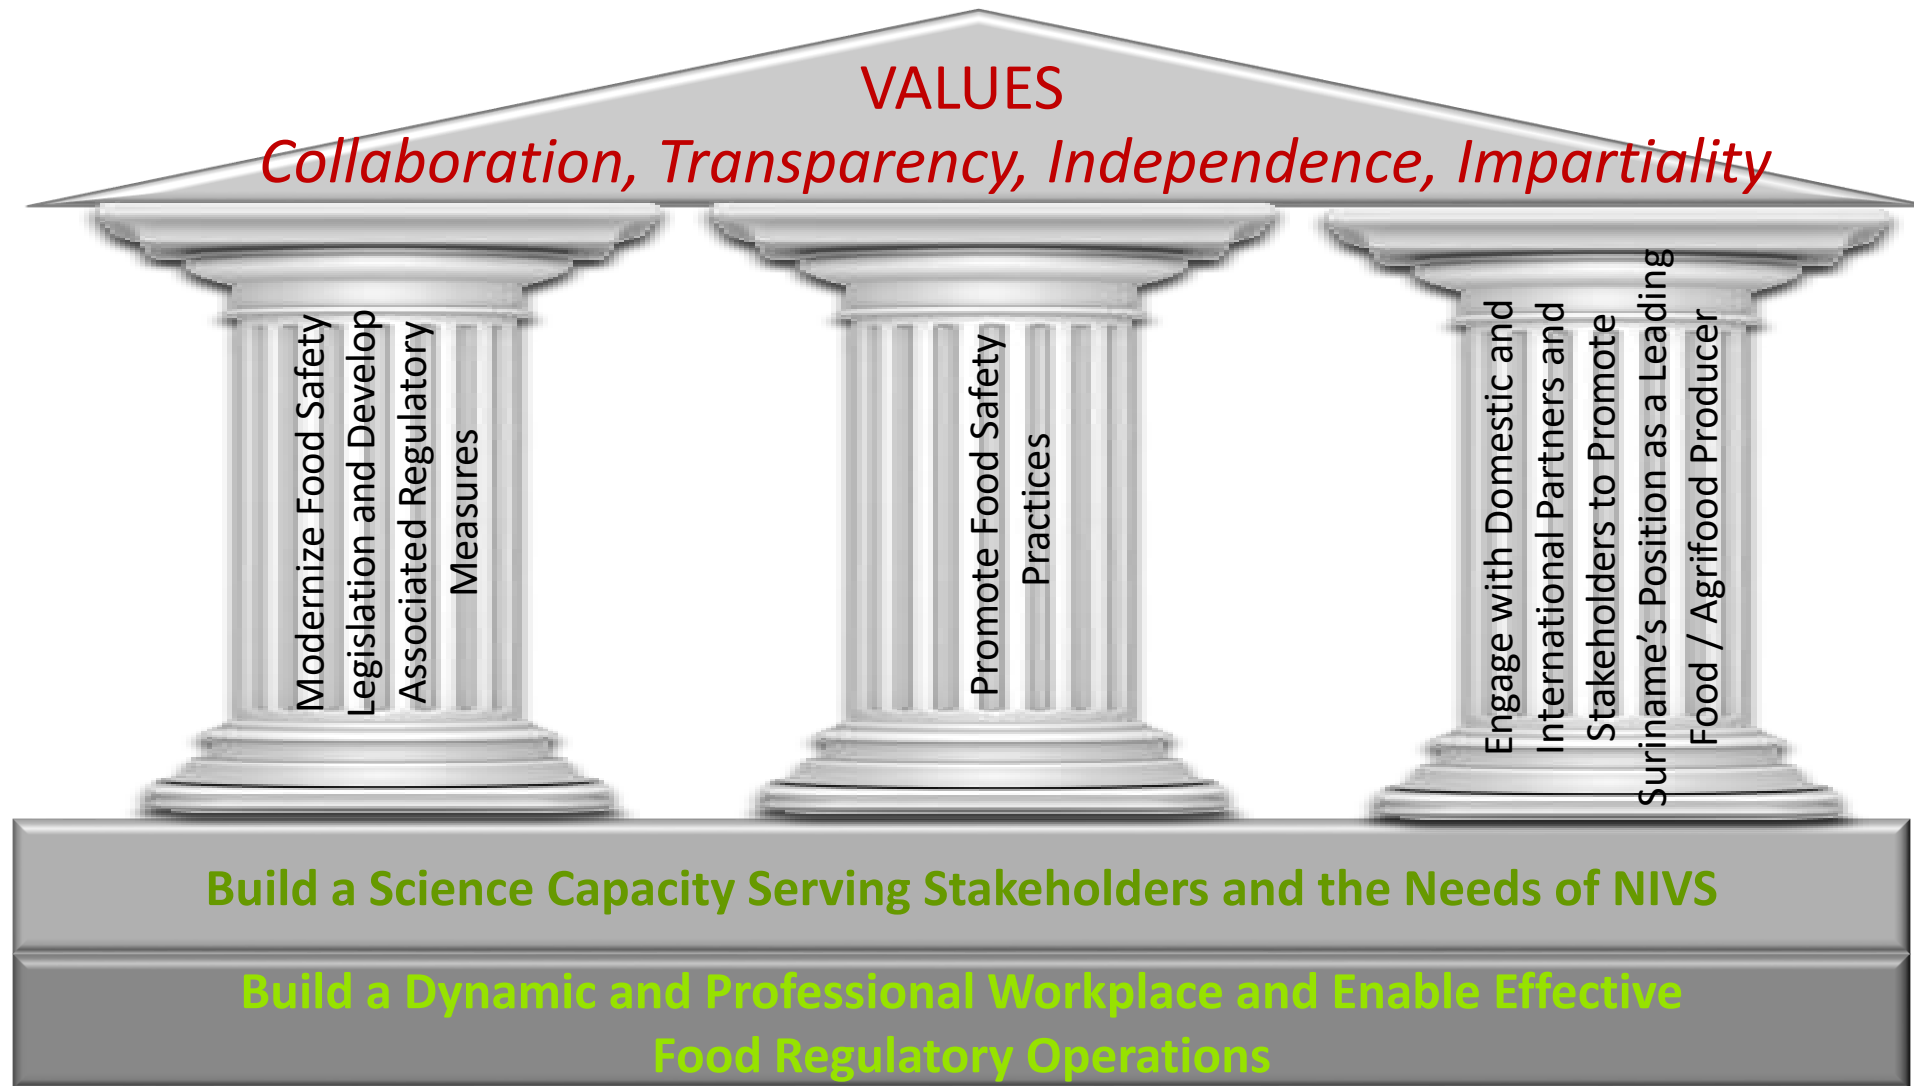 VALUES
Collaboration, Transparency, Independence, Impartiality
Modernize Food Safety
Legislation and Develop
Associated Regulatory
Measures
Promote Food Safety
Practices
Engage with Domestic and
International Partners and
Stakeholders to Promote
Suriname’s Position as a Leading
Food / Agrifood Producer
Build a Science Capacity Serving Stakeholders and the Needs of NIVS
Build a Dynamic and Professional Workplace and Enable Effective
Food Regulatory Operations